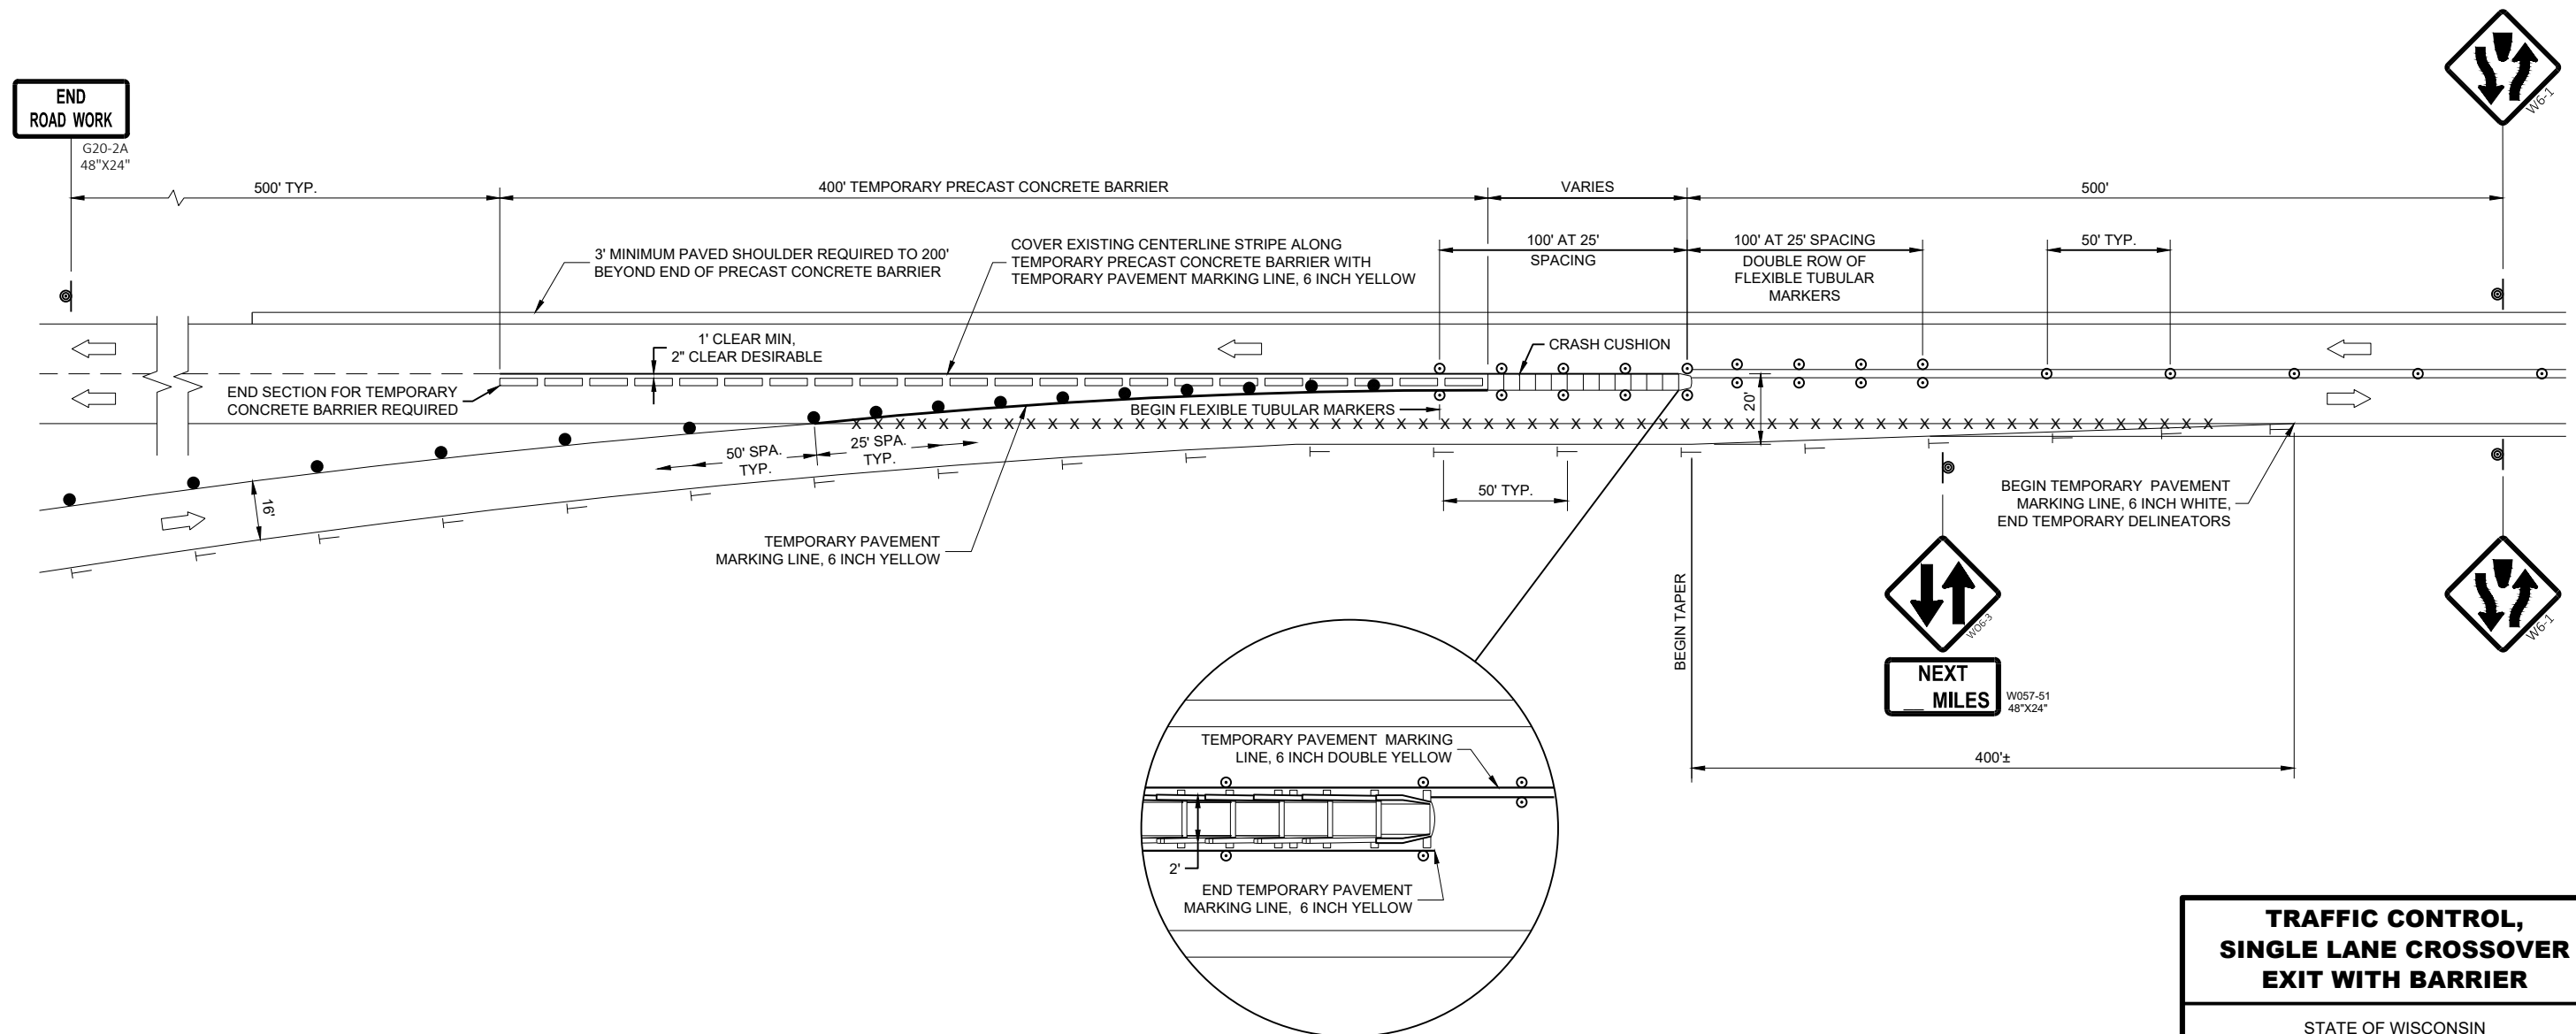 END
ROAD WORK
G20-2A
48"X24"
W6-1
500' TYP.
400' TEMPORARY PRECAST CONCRETE BARRIER
VARIES
500'
3' MINIMUM PAVED SHOULDER REQUIRED TO 200'
BEYOND END OF PRECAST CONCRETE BARRIER
COVER EXISTING CENTERLINE STRIPE ALONG
TEMPORARY PRECAST CONCRETE BARRIER WITH
TEMPORARY PAVEMENT MARKING LINE, 6 INCH YELLOW
100' AT 25'
SPACING
100' AT 25' SPACING
DOUBLE ROW OF
FLEXIBLE TUBULAR
MARKERS
50' TYP.
1' CLEAR MIN,
2" CLEAR DESIRABLE
CRASH CUSHION
END SECTION FOR TEMPORARY
CONCRETE BARRIER REQUIRED
BEGIN FLEXIBLE TUBULAR MARKERS
20'
X X X X X X X X X X X X X X X X X X X X X X X X X X X X X X X X X X X X X X X X X X X X X X X X X X X X X X X X X X X X X X X
50' SPA.
TYP.
25' SPA.
TYP.
16'
50' TYP.
BEGIN TEMPORARY PAVEMENT
MARKING LINE, 6 INCH WHITE,
END TEMPORARY DELINEATORS
TEMPORARY PAVEMENT
MARKING LINE, 6 INCH YELLOW
BEGIN TAPER
WO6-3
W6-1
NEXT
__ MILES
W057-51
48"X24"
400'±
TEMPORARY PAVEMENT MARKING
LINE, 6 INCH DOUBLE YELLOW
2'
END TEMPORARY PAVEMENT
MARKING LINE, 6 INCH YELLOW
TRAFFIC CONTROL,
SINGLE LANE CROSSOVER
EXIT WITH BARRIER
STATE OF WISCONSIN